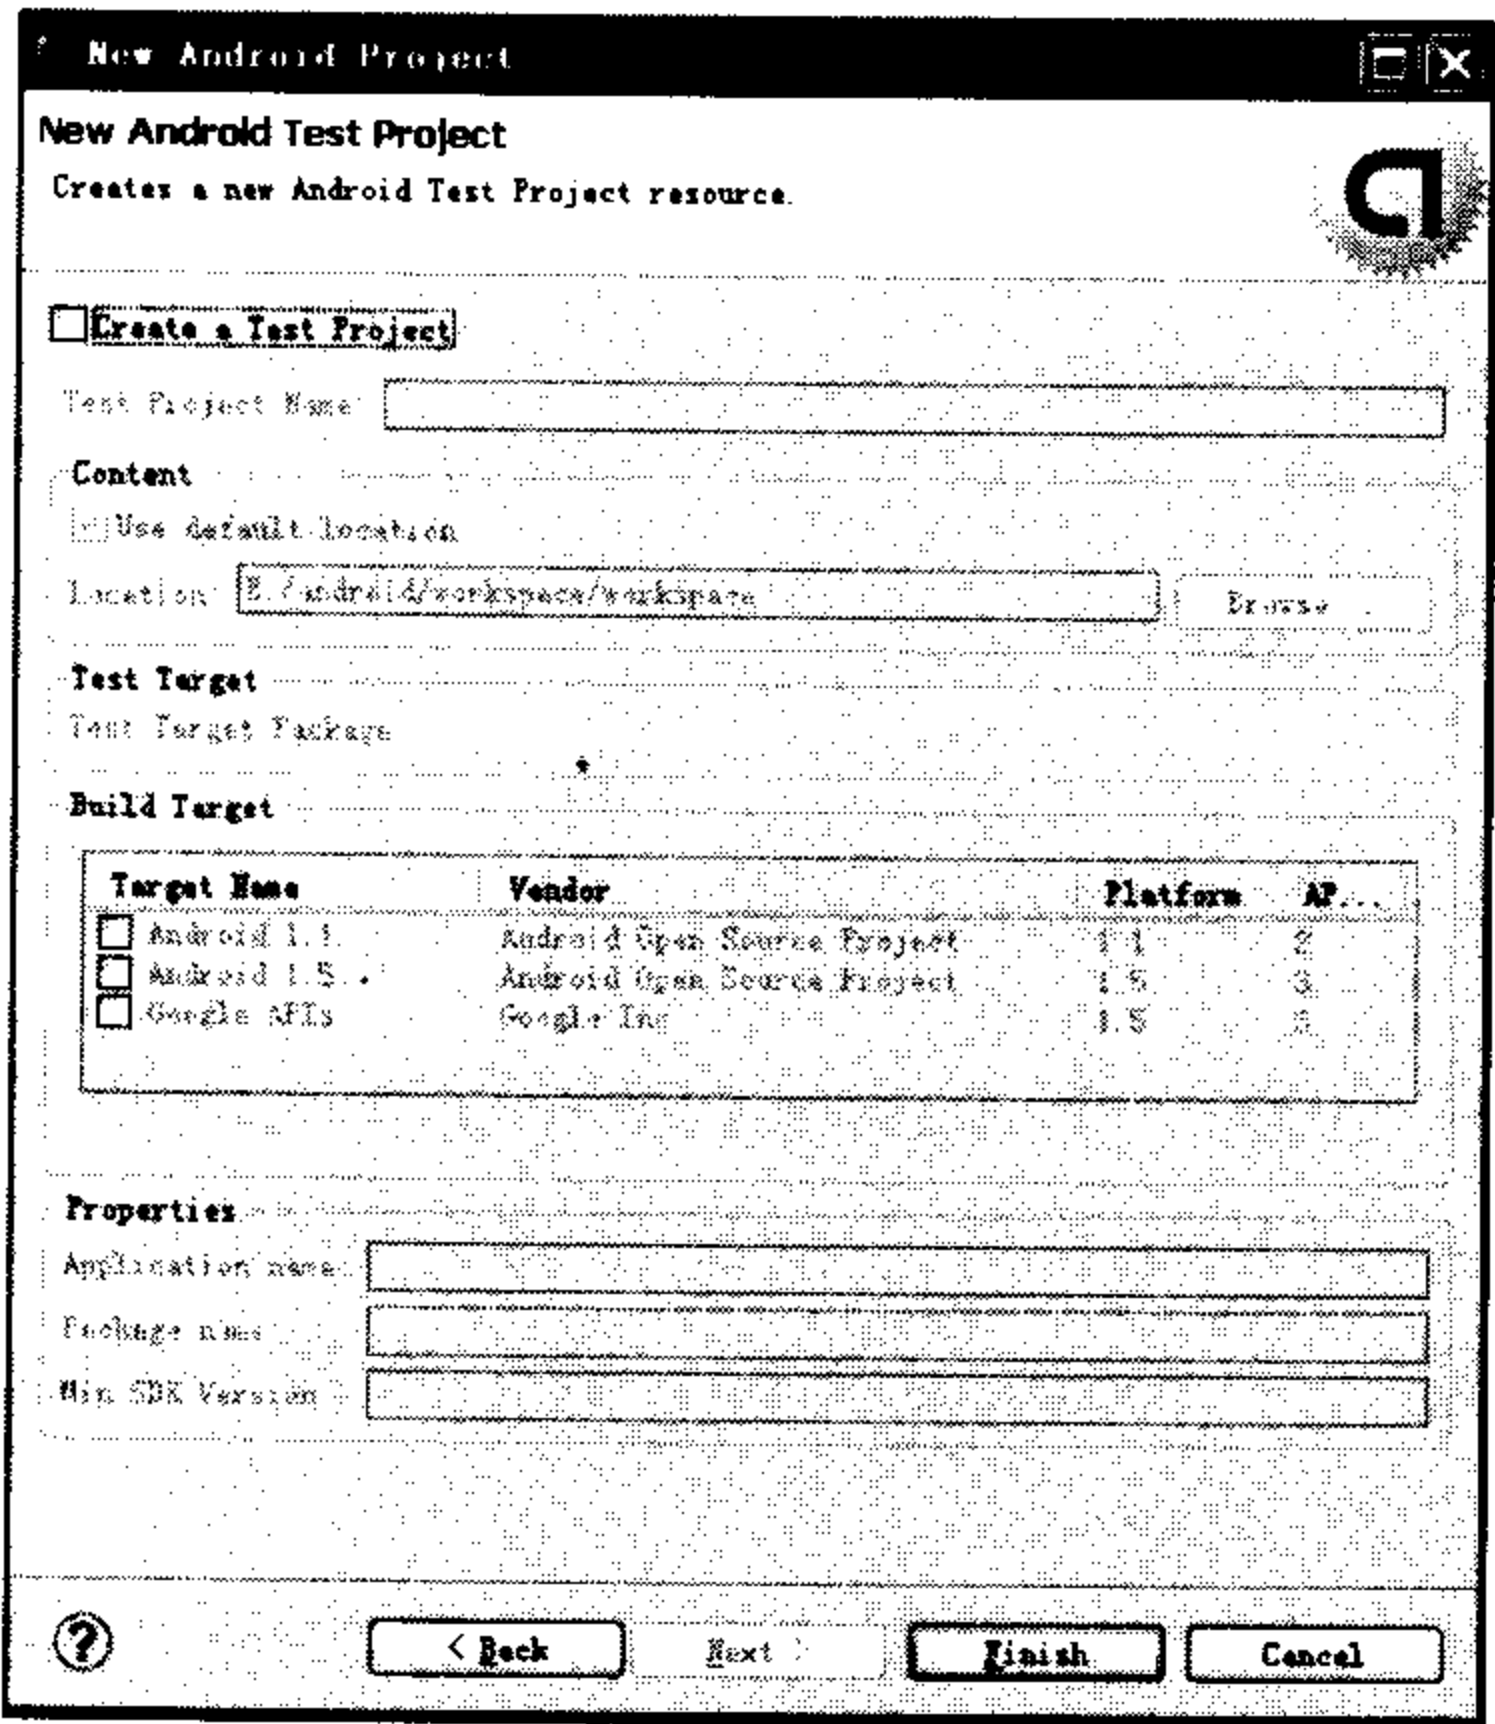 New Android Project
New Android Test Project
Creates a new Android Test Project resource.
Create a Test Project
Test Project Name
Content
Use default location
Location E:/android/workspace/workspace Browse
Test Target
Test Target Package
Build Target
Target Name Vendor Platform AP...
Android 1.1 Android Open Source Project 1.1 2
Android 1.5 Android Open Source Project 1.5 3
Google APIs Google Inc 1.5 3
Properties
Application name
Package name
Min SDK Version
< Back Next > Finish Cancel